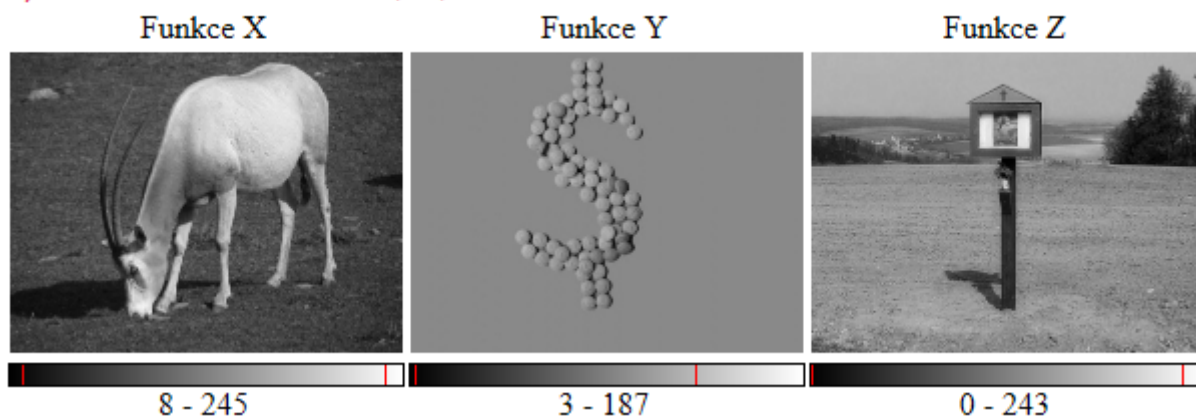 Funkce X
Funkce Y
Funkce Z
8 - 245
3 - 187
0 - 243